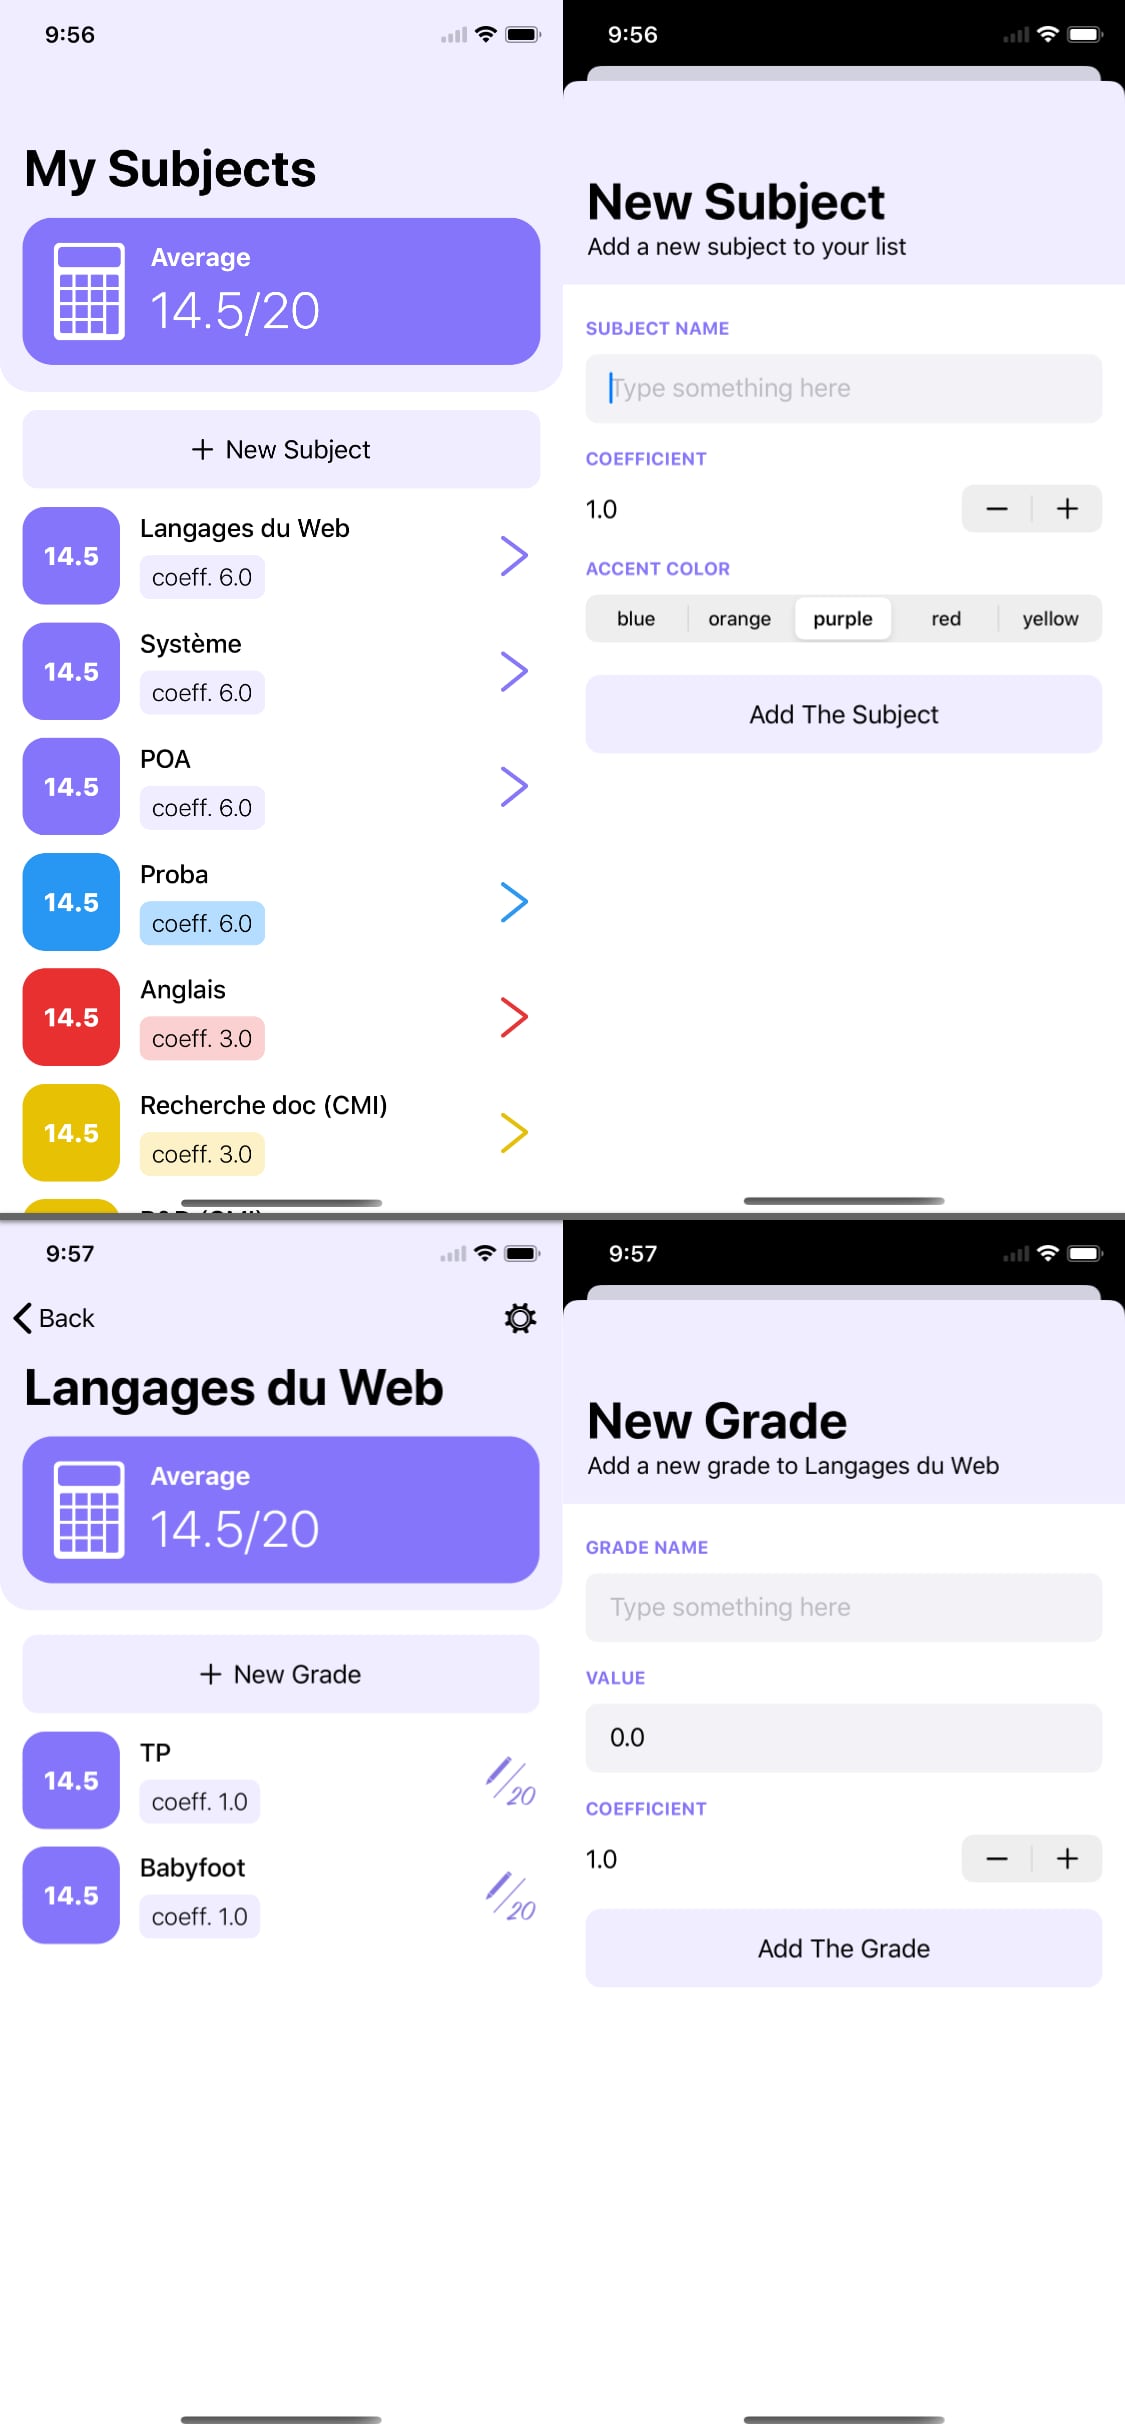 9:56
My Subjects
Average
14.5/20
+ New Subject
14.5
Langages du Web
coeff. 6.0
14.5
Système
coeff. 6.0
14.5
POA
coeff. 6.0
14.5
Proba
coeff. 6.0
14.5
Anglais
coeff. 3.0
14.5
Recherche doc (CMI)
coeff. 3.0
9:56
New Subject
Add a new subject to your list
SUBJECT NAME
Type something here
COEFFICIENT
1.0
− +
ACCENT COLOR
blue orange purple red yellow
Add The Subject
9:57
Back
Langages du Web
Average
14.5/20
+ New Grade
14.5
TP
coeff. 1.0
/20
14.5
Babyfoot
coeff. 1.0
/20
9:57
New Grade
Add a new grade to Langages du Web
GRADE NAME
Type something here
VALUE
0.0
COEFFICIENT
1.0
− +
Add The Grade